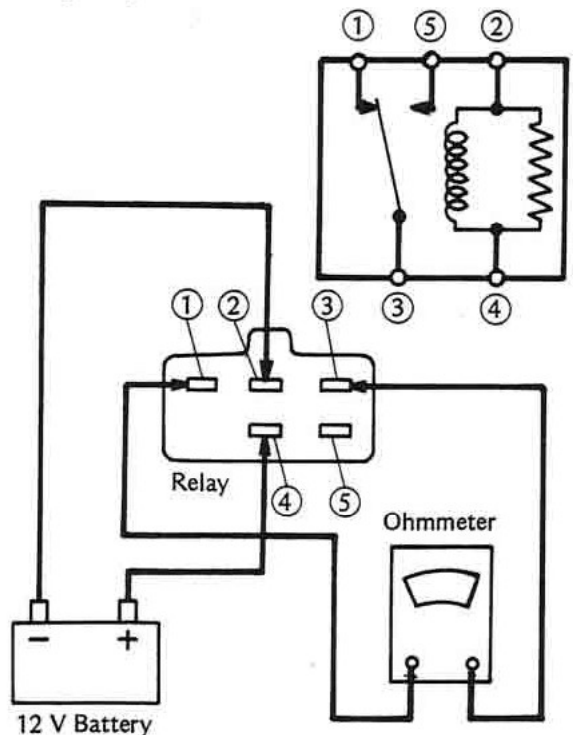 ① ⑤ ②
③ ④
① ② ③
Relay ④ ⑤
Ohmmeter
− +
12 V Battery